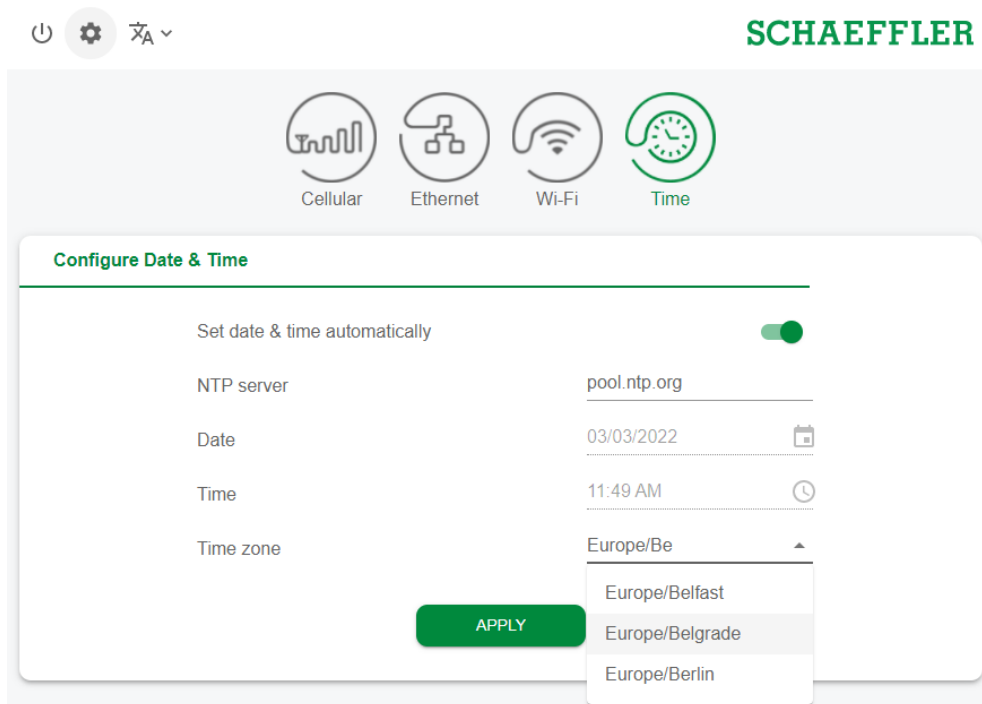 SCHAEFFLER
Cellular Ethernet Wi-Fi Time
Configure Date & Time
Set date & time automatically
NTP server pool.ntp.org
Date 03/03/2022
Time 11:49 AM
Time zone Europe/Be
Europe/Belfast
APPLY
Europe/Belgrade
Europe/Berlin